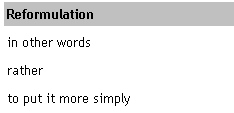 Reformulation
in other words
rather
to put it more simply